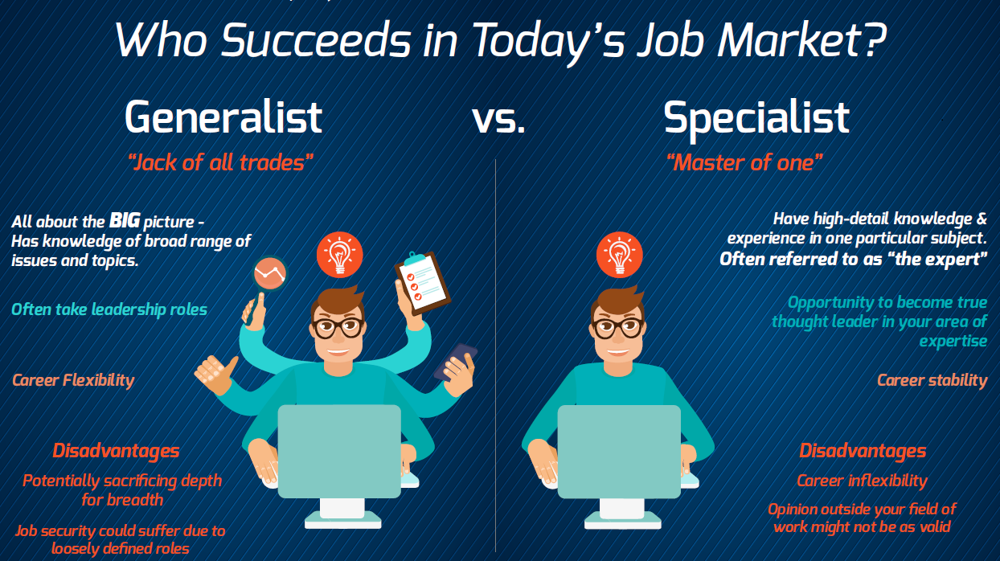 Who Succeeds in Today's Job Market?
Generalist vs. Specialist
"Jack of all trades"
"Master of one"
All about the BIG picture -
Has knowledge of broad range of
issues and topics.
Often take leadership roles
Career Flexibility
Disadvantages
Potentially sacrificing depth
for breadth
Job security could suffer due to
loosely defined roles
Have high-detail knowledge &
experience in one particular subject.
Often referred to as "the expert"
Opportunity to become true
thought leader in your area of
expertise
Career stability
Disadvantages
Career inflexibility
Opinion outside your field of
work might not be as valid